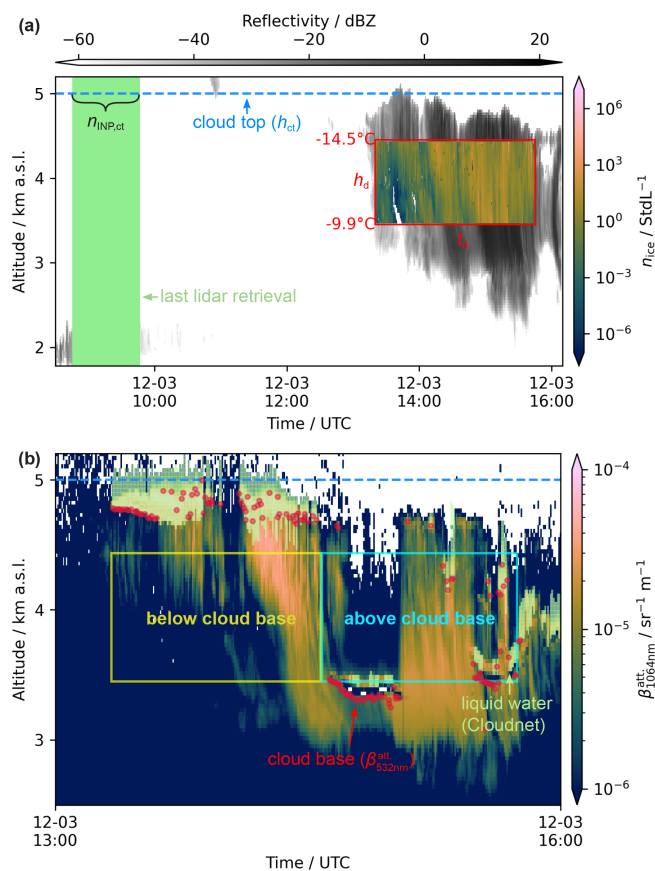 (a)
Reflectivity / dBZ
−60 −40 −20 0 20
Altitude / km a.s.l.
5
4
3
2
n_INP,ct
cloud top (h_ct)
-14.5°C
h_d
-9.9°C
last lidar retrieval
10^6
10^3
10^0
10^−3
10^−6
n_ice / StdL^−1
12-03 12-03 12-03 12-03
10:00 12:00 14:00 16:00
Time / UTC
(b)
Altitude / km a.s.l.
5
4
3
below cloud base
above cloud base
liquid water
(Cloudnet)
cloud base (β^att._532nm)
10^−4
10^−5
10^−6
β^att._1064nm / sr^−1 m^−1
12-03 12-03
13:00 16:00
Time / UTC